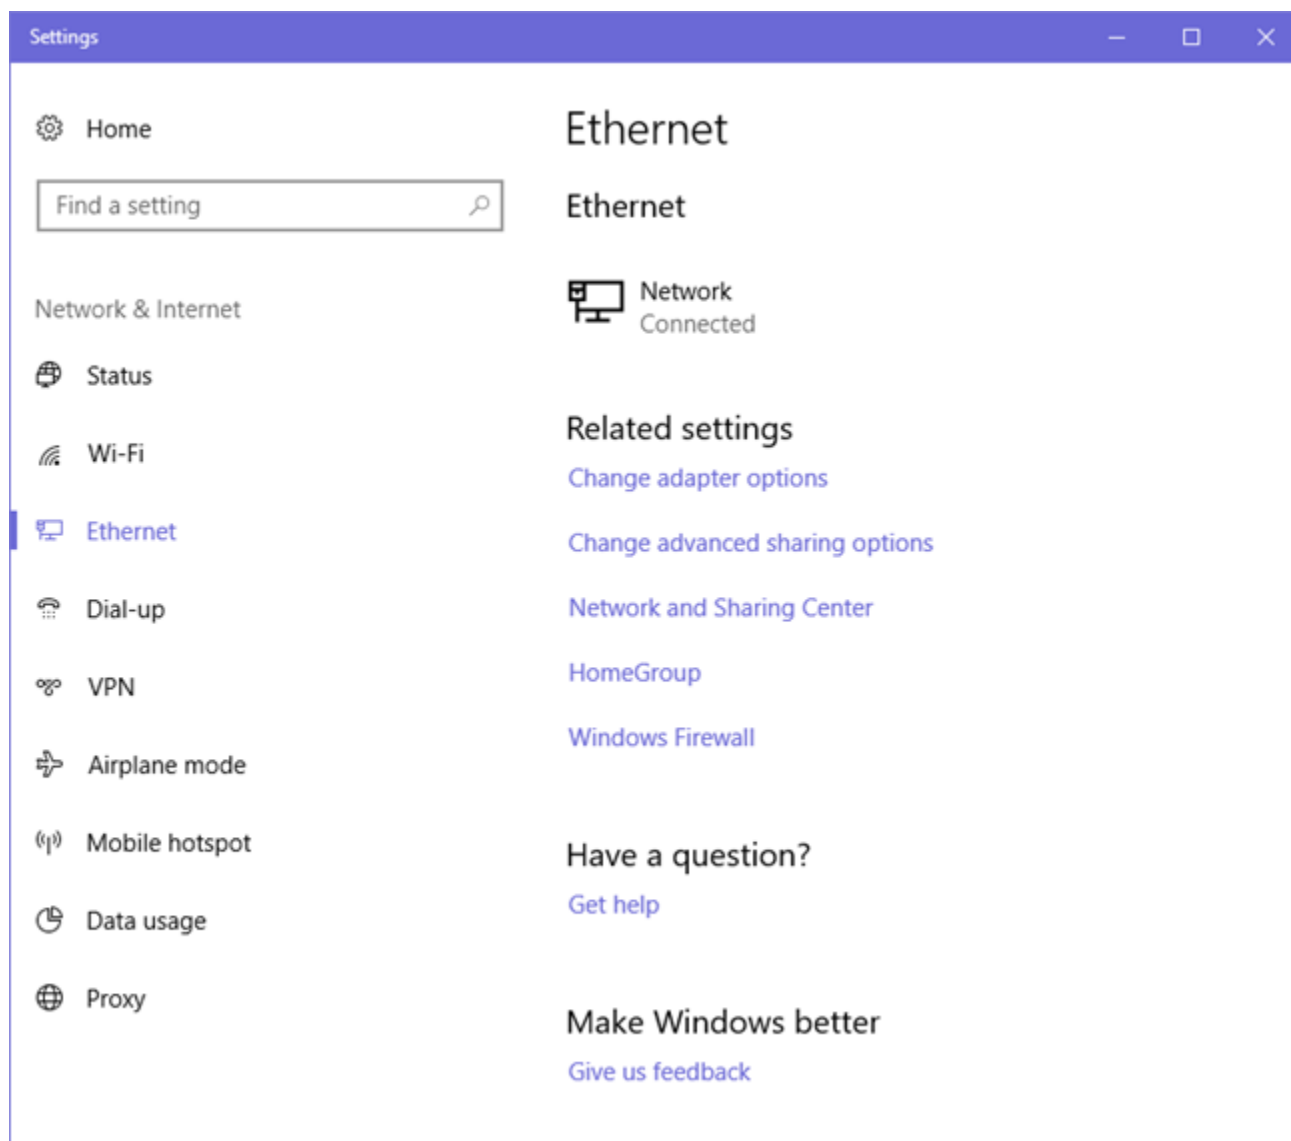 Settings
Home
Find a setting
Network & Internet
Status
Wi-Fi
Ethernet
Dial-up
VPN
Airplane mode
Mobile hotspot
Data usage
Proxy
Ethernet
Ethernet
Network
Connected
Related settings
Change adapter options
Change advanced sharing options
Network and Sharing Center
HomeGroup
Windows Firewall
Have a question?
Get help
Make Windows better
Give us feedback